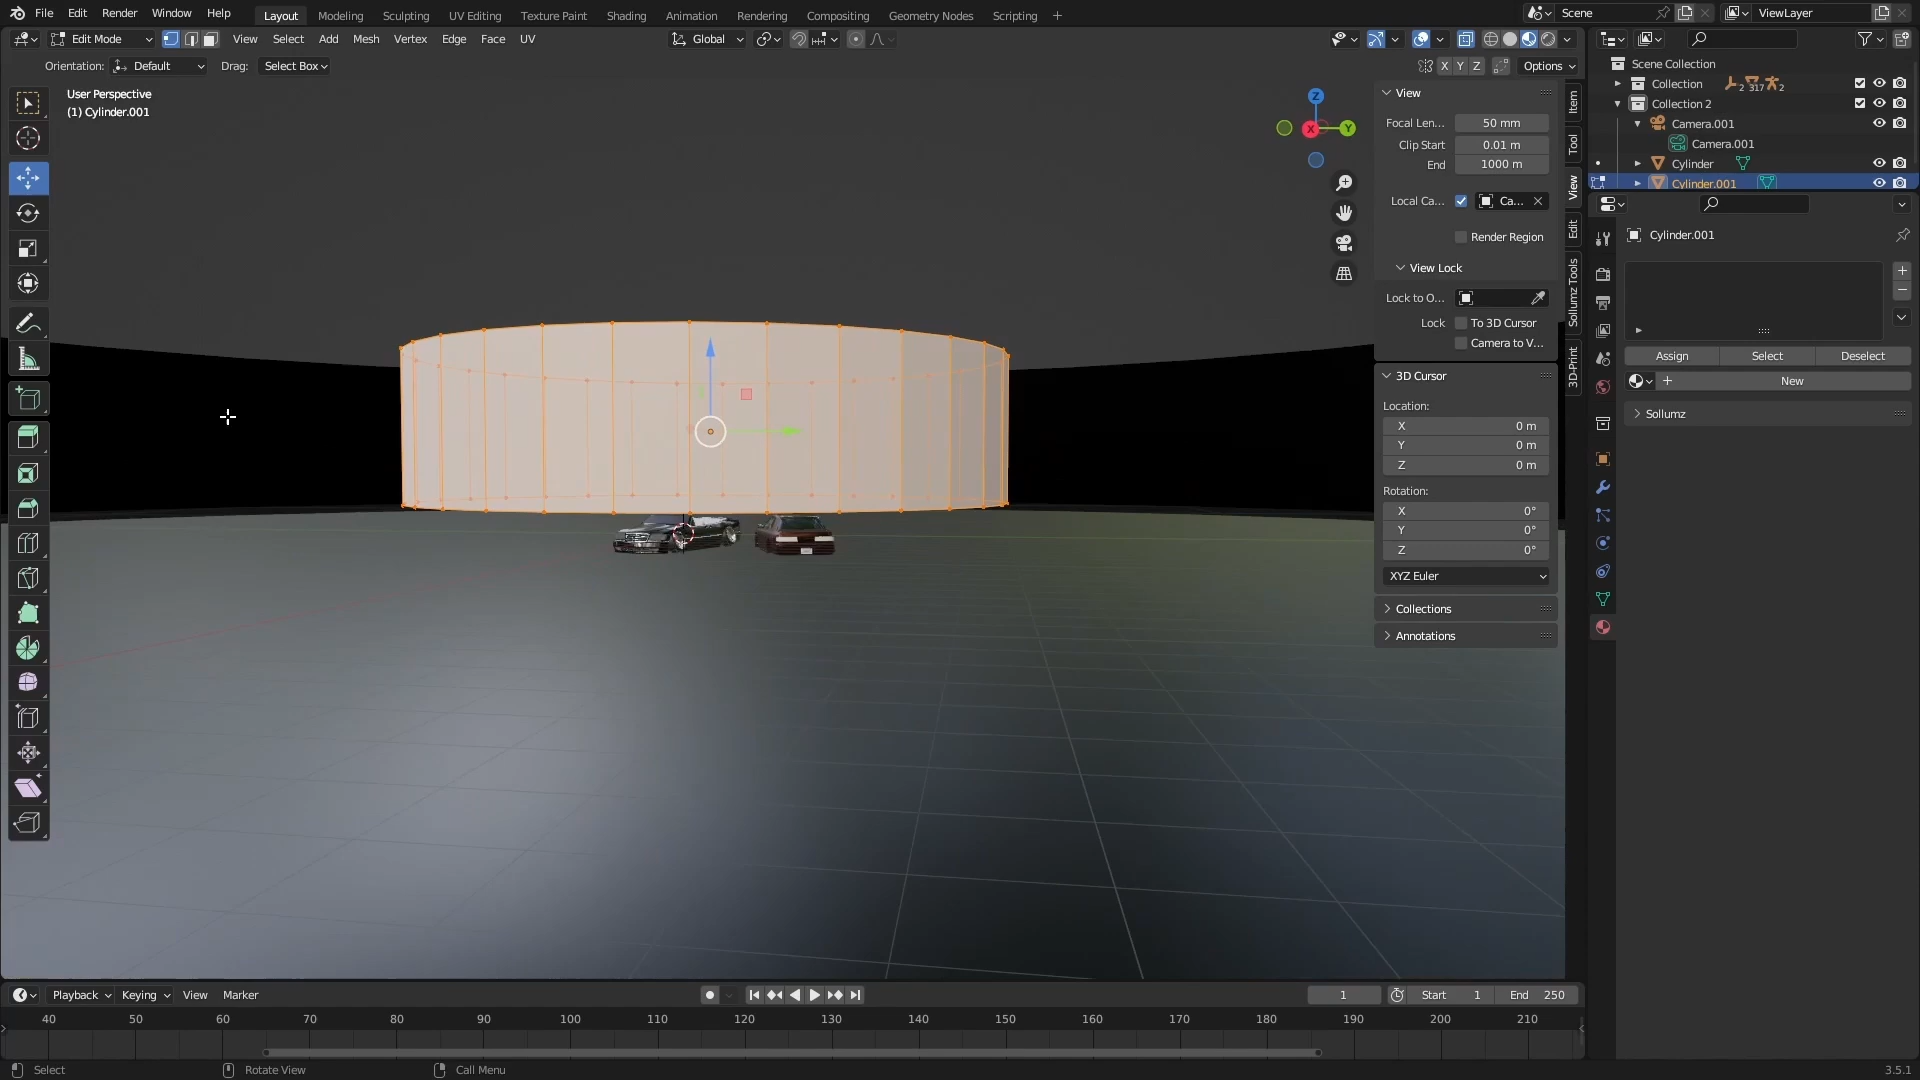 File Edit Render Window Help Layout Modeling Sculpting UV Editing Texture Paint Shading Animation Rendering Compositing Geometry Nodes Scripting + Scene ViewLayer
Edit Mode View Select Add Mesh Vertex Edge Face UV Global
Orientation: Default Drag: Select Box X Y Z Options
User Perspective
(1) Cylinder.001
Z
X
Y
View
Focal Len... 50 mm
Clip Start 0.01 m
End 1000 m
Local Ca... Ca...
Render Region
View Lock
Lock to O...
Lock To 3D Cursor
Camera to V...
3D Cursor
Location:
X 0 m
Y 0 m
Z 0 m
Rotation:
X 0°
Y 0°
Z 0°
XYZ Euler
Collections
Annotations
Item
Tool
View
Edit
Sollumz Tools
3D-Print
Scene Collection
Collection 2 317 2
Collection 2
Camera.001
Camera.001
Cylinder
Cylinder.001
Cylinder.001
Assign Select Deselect
New
Sollumz
Playback Keying View Marker 1 Start 1 End 250
40 50 60 70 80 90 100 110 120 130 140 150 160 170 180 190 200 210
Select Rotate View Call Menu 3.5.1